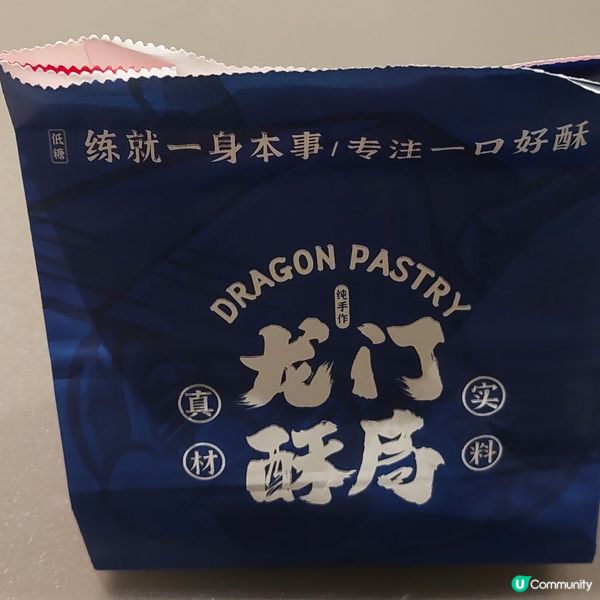 低糖
练就一身本事/专注一口好酥
DRAGON PASTRY
纯手作
龙门
酥局
真材
实料
U Community